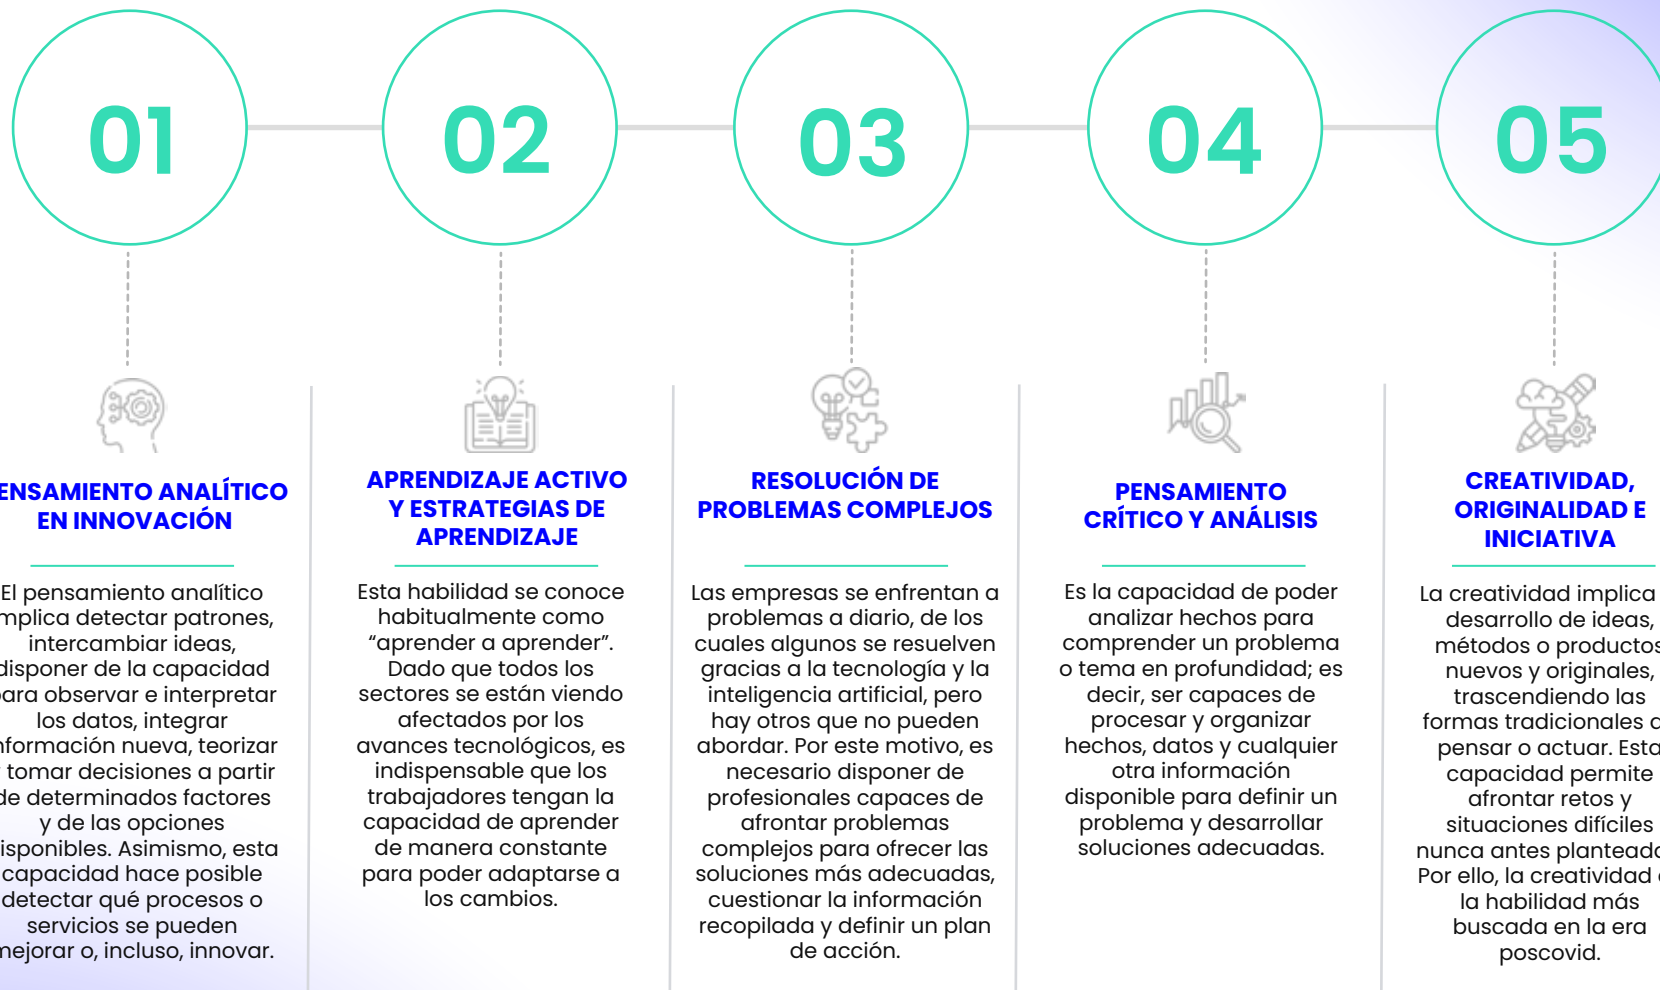 01
02
03
04
05
ENSAMIENTO ANALÍTICO
EN INNOVACIÓN
El pensamiento analítico
mplica detectar patrones,
intercambiar ideas,
disponer de la capacidad
para observar e interpretar
los datos, integrar
nformación nueva, teorizar
y tomar decisiones a partir
de determinados factores
y de las opciones
isponibles. Asimismo, esta
capacidad hace posible
detectar qué procesos o
servicios se pueden
mejorar o, incluso, innovar.
APRENDIZAJE ACTIVO
Y ESTRATEGIAS DE
APRENDIZAJE
Esta habilidad se conoce
habitualmente como
“aprender a aprender”.
Dado que todos los
sectores se están viendo
afectados por los
avances tecnológicos, es
indispensable que los
trabajadores tengan la
capacidad de aprender
de manera constante
para poder adaptarse a
los cambios.
RESOLUCIÓN DE
PROBLEMAS COMPLEJOS
Las empresas se enfrentan a
problemas a diario, de los
cuales algunos se resuelven
gracias a la tecnología y la
inteligencia artificial, pero
hay otros que no pueden
abordar. Por este motivo, es
necesario disponer de
profesionales capaces de
afrontar problemas
complejos para ofrecer las
soluciones más adecuadas,
cuestionar la información
recopilada y definir un plan
de acción.
PENSAMIENTO
CRÍTICO Y ANÁLISIS
Es la capacidad de poder
analizar hechos para
comprender un problema
o tema en profundidad; es
decir, ser capaces de
procesar y organizar
hechos, datos y cualquier
otra información
disponible para definir un
problema y desarrollar
soluciones adecuadas.
CREATIVIDAD,
ORIGINALIDAD E
INICIATIVA
La creatividad implica
desarrollo de ideas,
métodos o productos
nuevos y originales,
trascendiendo las
formas tradicionales d
pensar o actuar. Esta
capacidad permite
afrontar retos y
situaciones difíciles
nunca antes planteado
Por ello, la creatividad
la habilidad más
buscada en la era
poscovid.